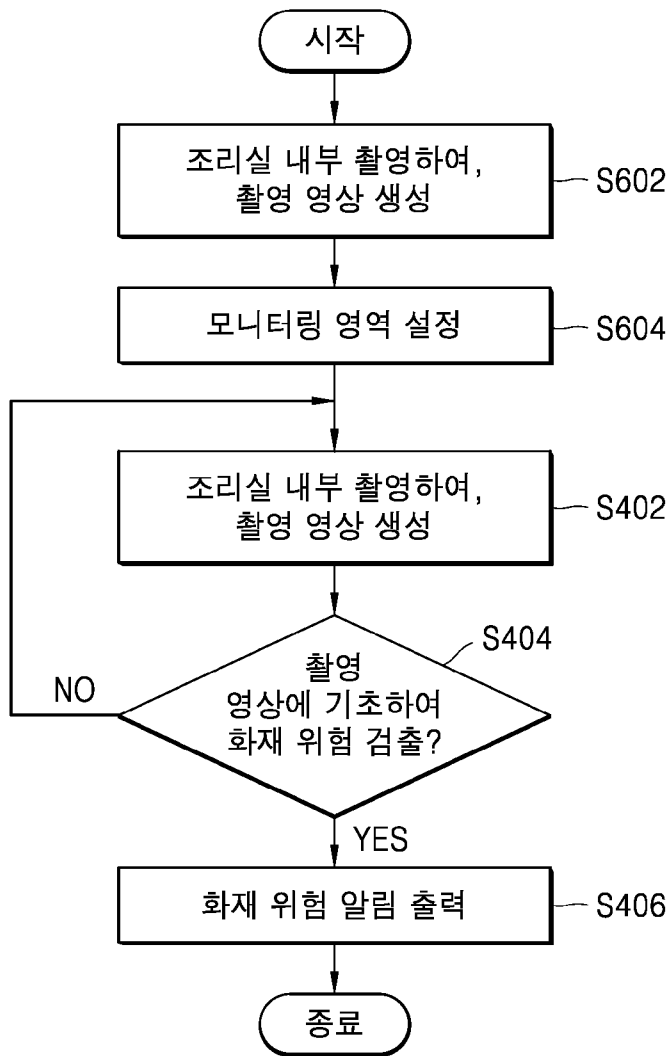 시작
조리실 내부 촬영하여,
촬영 영상 생성
S602
모니터링 영역 설정
S604
조리실 내부 촬영하여,
촬영 영상 생성
S402
S404
촬영
영상에 기초하여
화재 위험 검출?
NO
YES
화재 위험 알림 출력
S406
종료